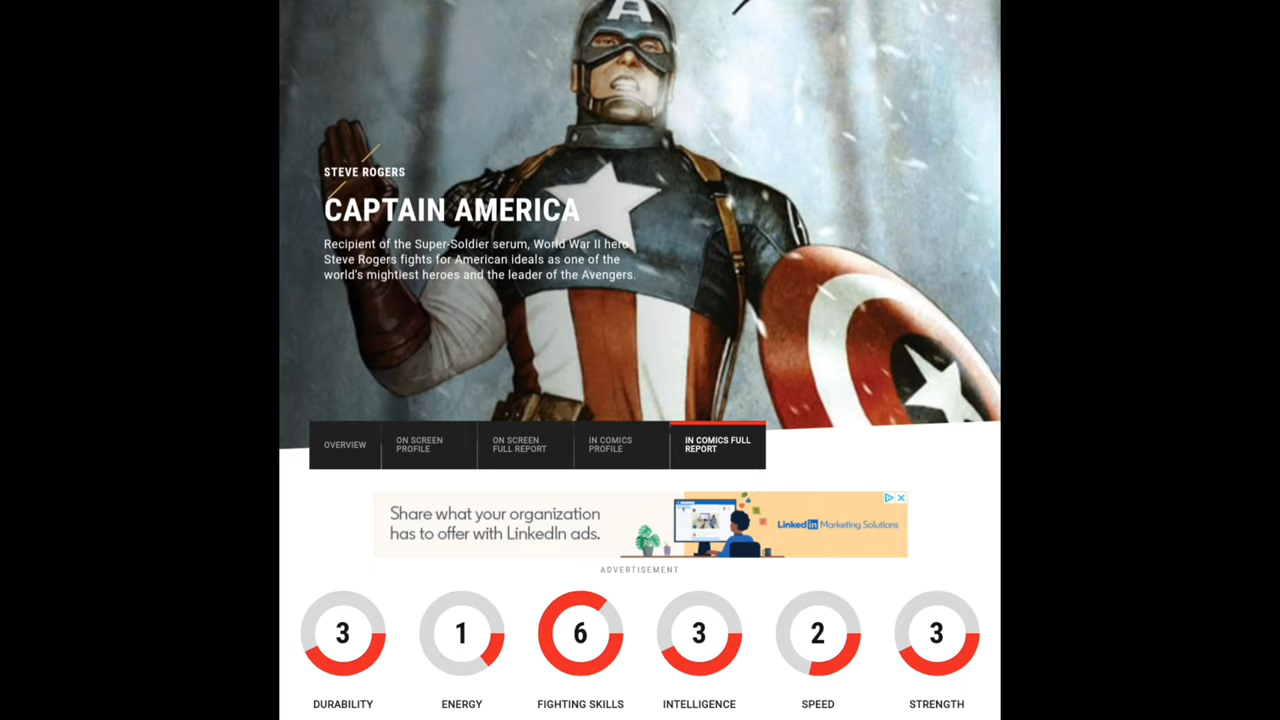 A
STEVE ROGERS
CAPTAIN AMERICA
Recipient of the Super-Soldier serum, World War II hero
Steve Rogers fights for American ideals as one of the
world's mightiest heroes and the leader of the Avengers.
OVERVIEW
ON SCREEN
PROFILE
ON SCREEN
FULL REPORT
IN COMICS
PROFILE
IN COMICS FULL
REPORT
Share what your organization
has to offer with LinkedIn ads.
Linked in Marketing Solutions
ADVERTISEMENT
3 1 6 3 2 3
DURABILITY ENERGY FIGHTING SKILLS INTELLIGENCE SPEED STRENGTH